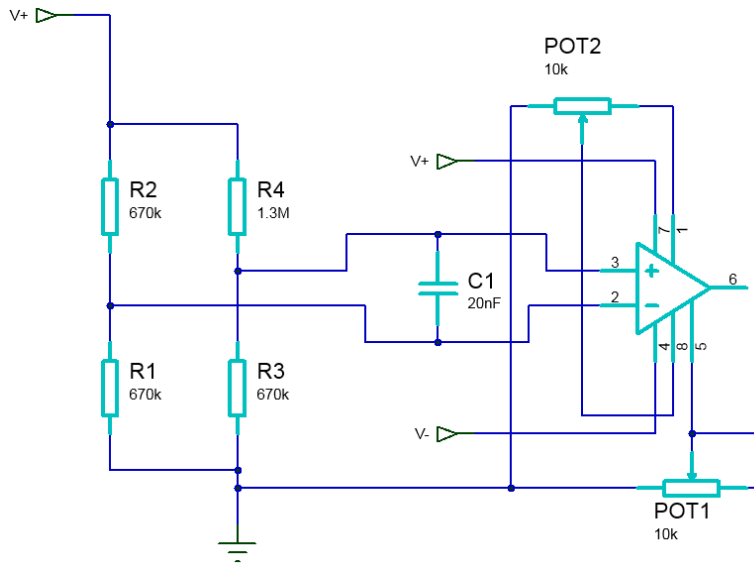 V+
POT2
10k
V+
R2
670k
R4
1.3M
7
1
3
+
6
C1
20nF
2
−
R1
670k
R3
670k
4
8
5
V-
POT1
10k